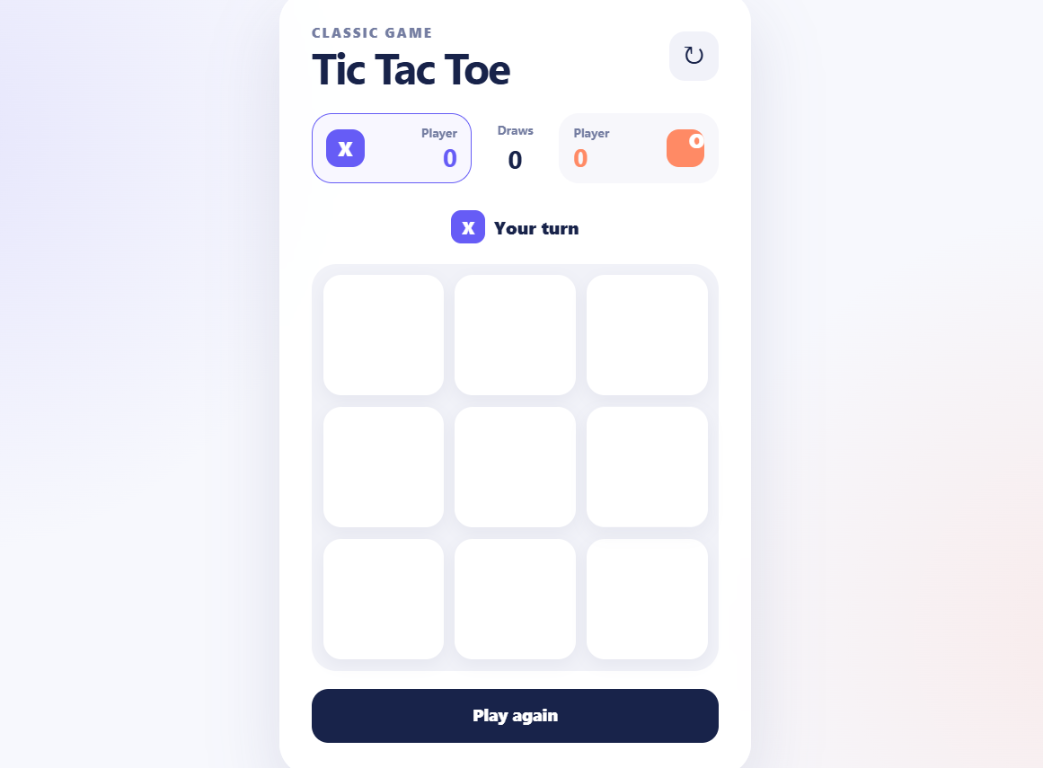 CLASSIC GAME
Tic Tac Toe
↻
X
Player
0
Draws
0
Player
0
O
X Your turn
Play again